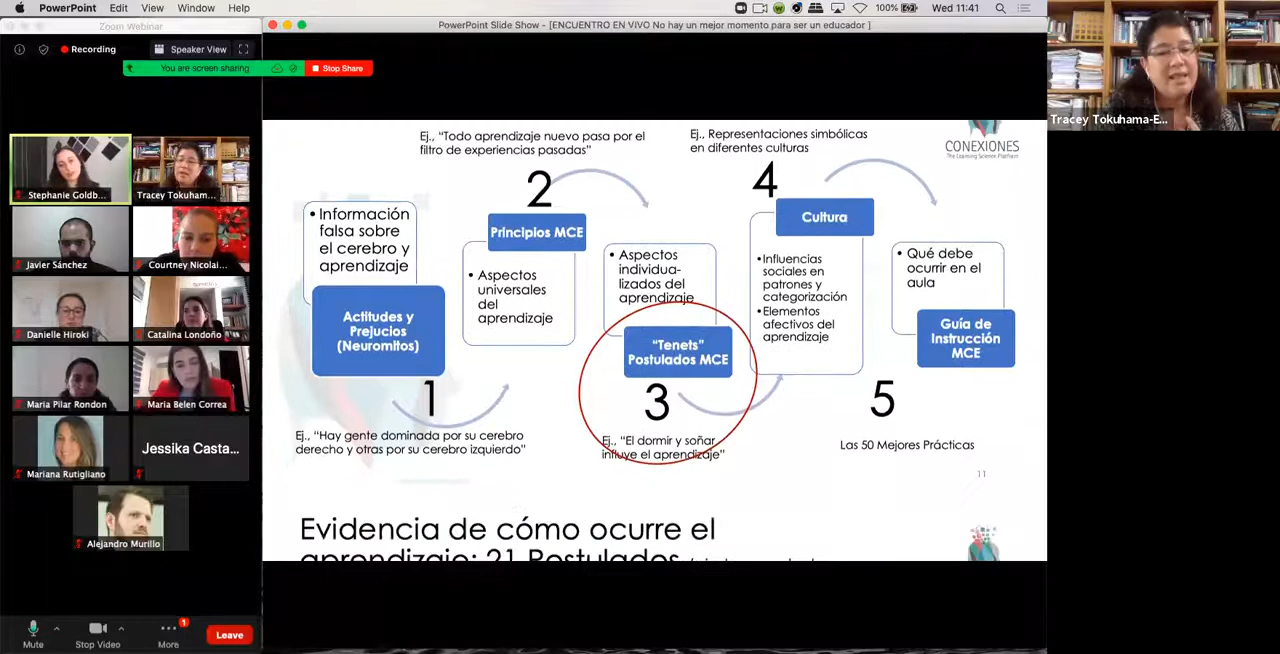 PowerPoint Edit View Window Help
100% Wed 11:41
Zoom Webinar
PowerPoint Slide Show - [ENCUENTRO EN VIVO No hay un mejor momento para ser un educador ]
Recording
Speaker View
You are screen sharing
Stop Share
Stephanie Goldb...
Tracey Tokuham...
Javier Sánchez
Courtney Nicolai...
Danielle Hiroki
Catalina Londoño
Maria Pilar Rondon
Maria Belen Correa
Mariana Rutigliano
Jessika Casta...
Alejandro Murillo
Mute
Stop Video
More
1
Leave
Tracey Tokuhama-E...
CONEXIONES
The Learning Science Platform
Ej., “Todo aprendizaje nuevo pasa por el
filtro de experiencias pasadas”
Ej., Representaciones simbólicas
en diferentes culturas
• Información
falsa sobre
el cerebro y
aprendizaje
Actitudes y
Prejucios
(Neuromitos)
1
Ej., “Hay gente dominada por su cerebro
derecho y otras por su cerebro izquierdo”
2
Principios MCE
• Aspectos
universales
del
aprendizaje
• Aspectos
individua-
lizados del
aprendizaje
“Tenets”
Postulados MCE
3
Ej., “El dormir y soñar
influye el aprendizaje”
4
Cultura
• Influencias
sociales en
patrones y
categorización
• Elementos
afectivos del
aprendizaje
• Qué debe
ocurrir en el
aula
Guía de
Instrucción
MCE
5
Las 50 Mejores Prácticas
11
Evidencia de cómo ocurre el
aprendizaje: 21 Postulados